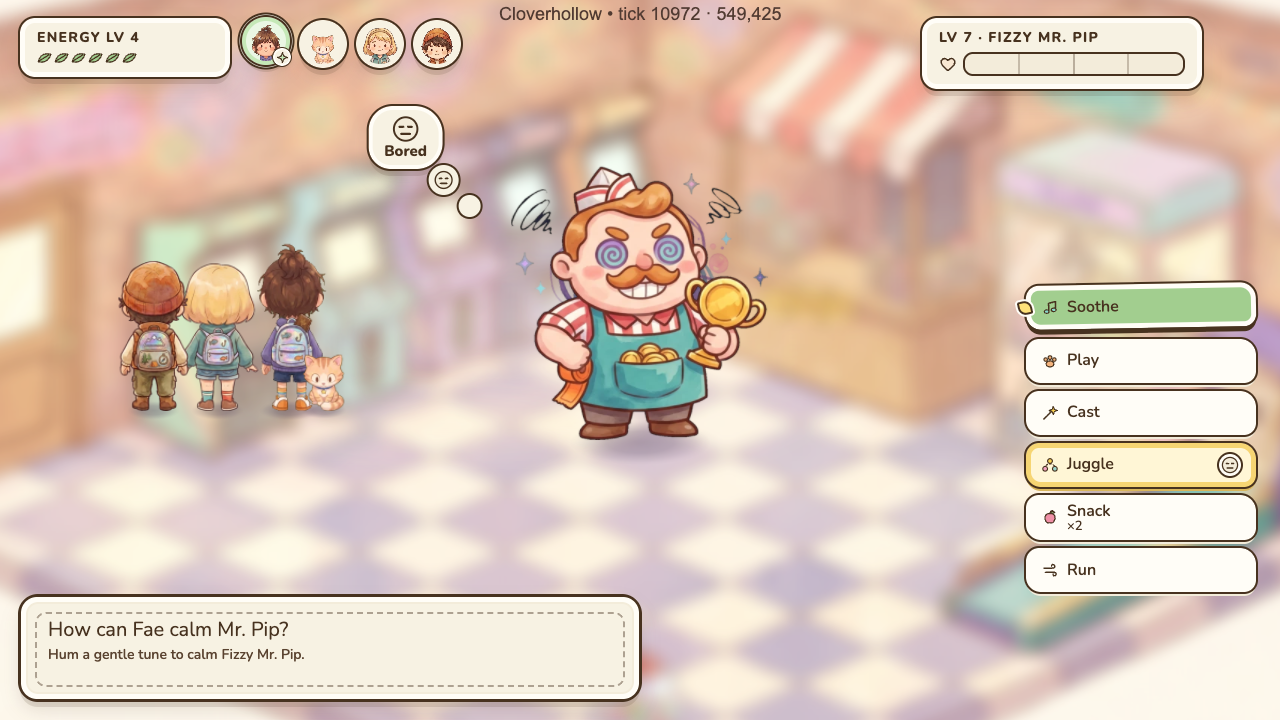 Cloverhollow • tick 10972 · 549,425
ENERGY LV 4
LV 7 · FIZZY MR. PIP
Bored
Soothe
Play
Cast
Juggle
Snack
×2
Run
How can Fae calm Mr. Pip?
Hum a gentle tune to calm Fizzy Mr. Pip.